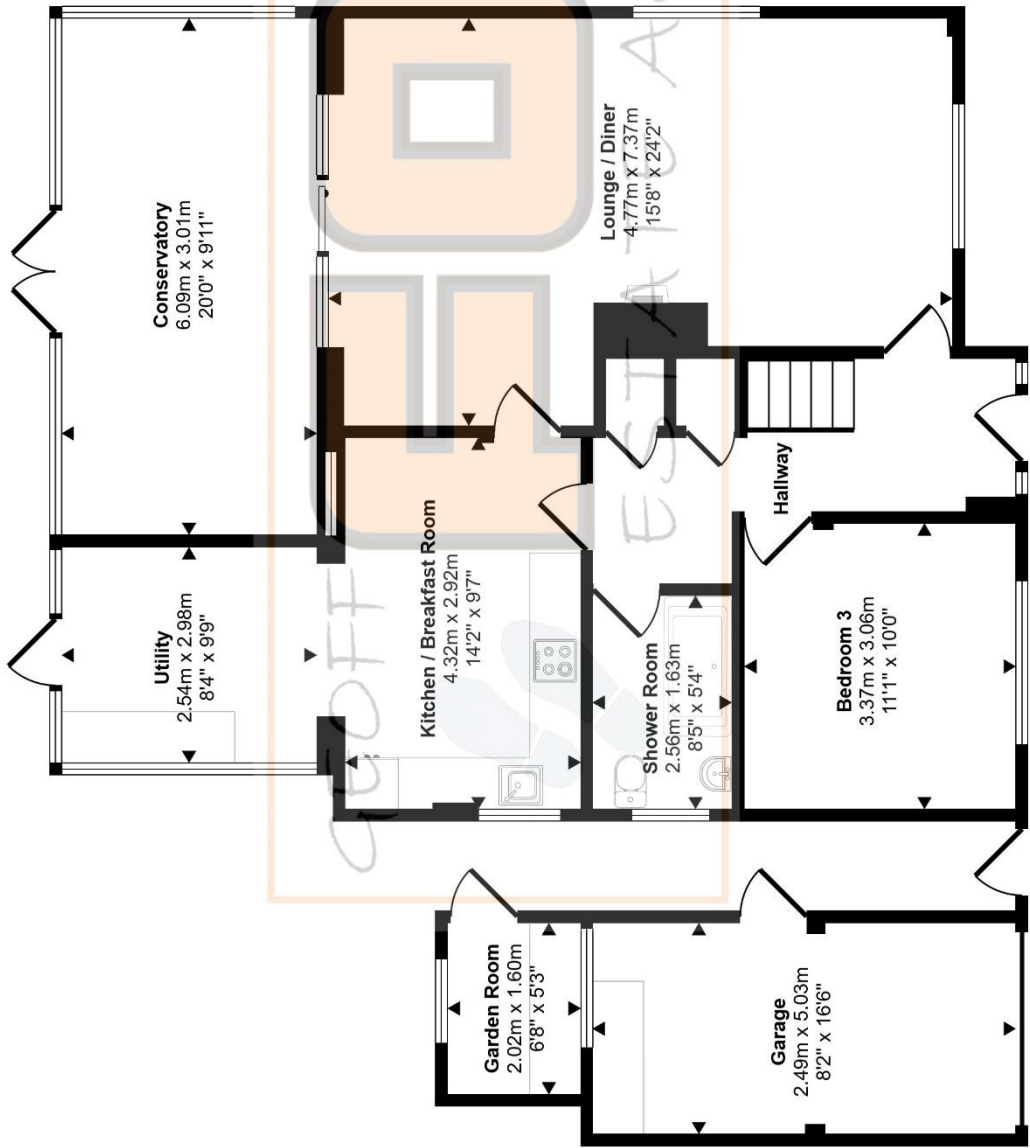 Conservatory
6.09m x 3.01m
20'0" x 9'11"
Utility
2.54m x 2.98m
8'4" x 9'9"
Lounge / Diner
4.77m x 7.37m
15'8" x 24'2"
Kitchen / Breakfast Room
4.32m x 2.92m
14'2" x 9'7"
Hallway
Shower Room
2.56m x 1.63m
8'5" x 5'4"
Bedroom 3
3.37m x 3.06m
11'1" x 10'0"
Garden Room
2.02m x 1.60m
6'8" x 5'3"
Garage
2.49m x 5.03m
8'2" x 16'6"
GEOFF
ESTATE A